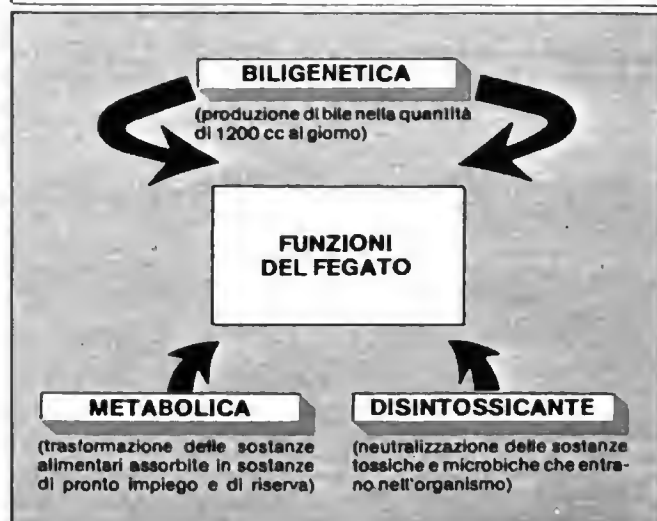 BILIGENETICA
(produzione di bile nella quantità
di 1200 cc al giorno)
FUNZIONI
DEL FEGATO
METABOLICA
(trasformazione delle sostanze
alimentari assorbite in sostanze
di pronto impiego e di riserva)
DISINTOSSICANTE
(neutralizzazione delle sostanze
tossiche e microbiche che entra-
no nell'organismo)